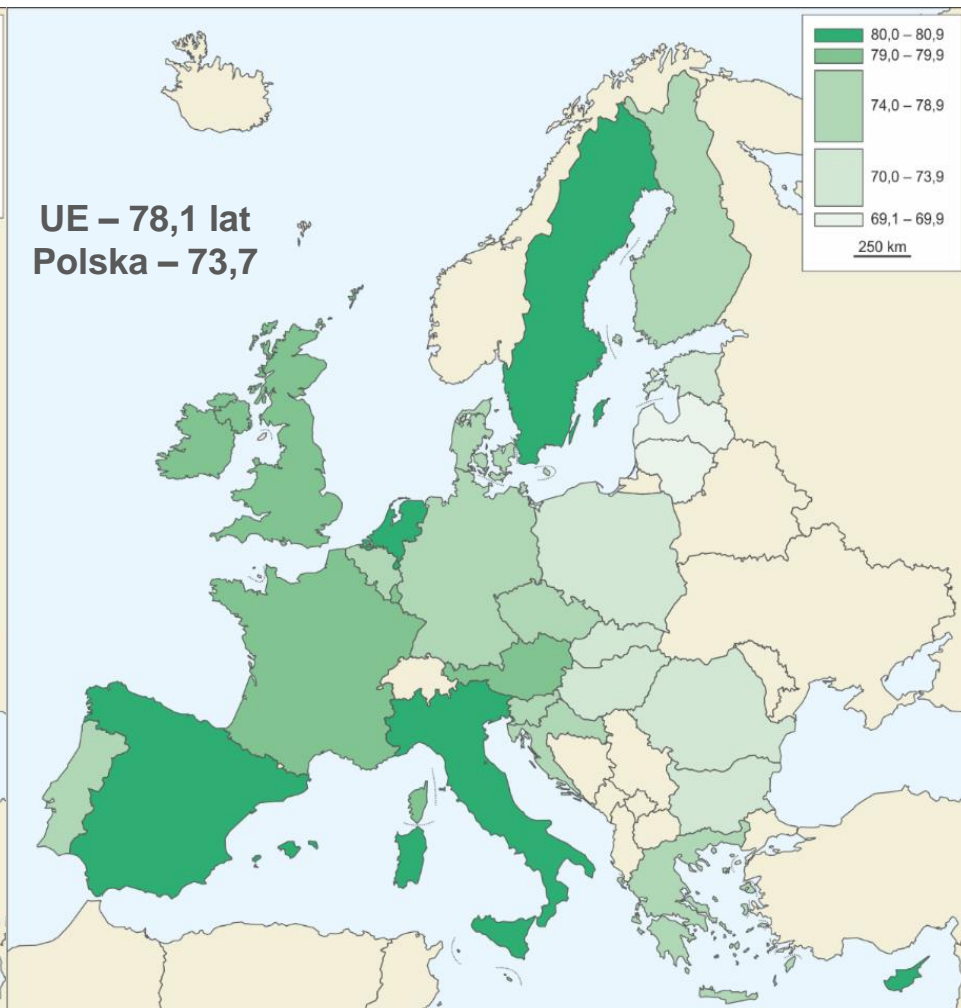 80,0 – 80,9
79,0 – 79,9
74,0 – 78,9
70,0 – 73,9
69,1 – 69,9
250 km
UE – 78,1 lat
Polska – 73,7